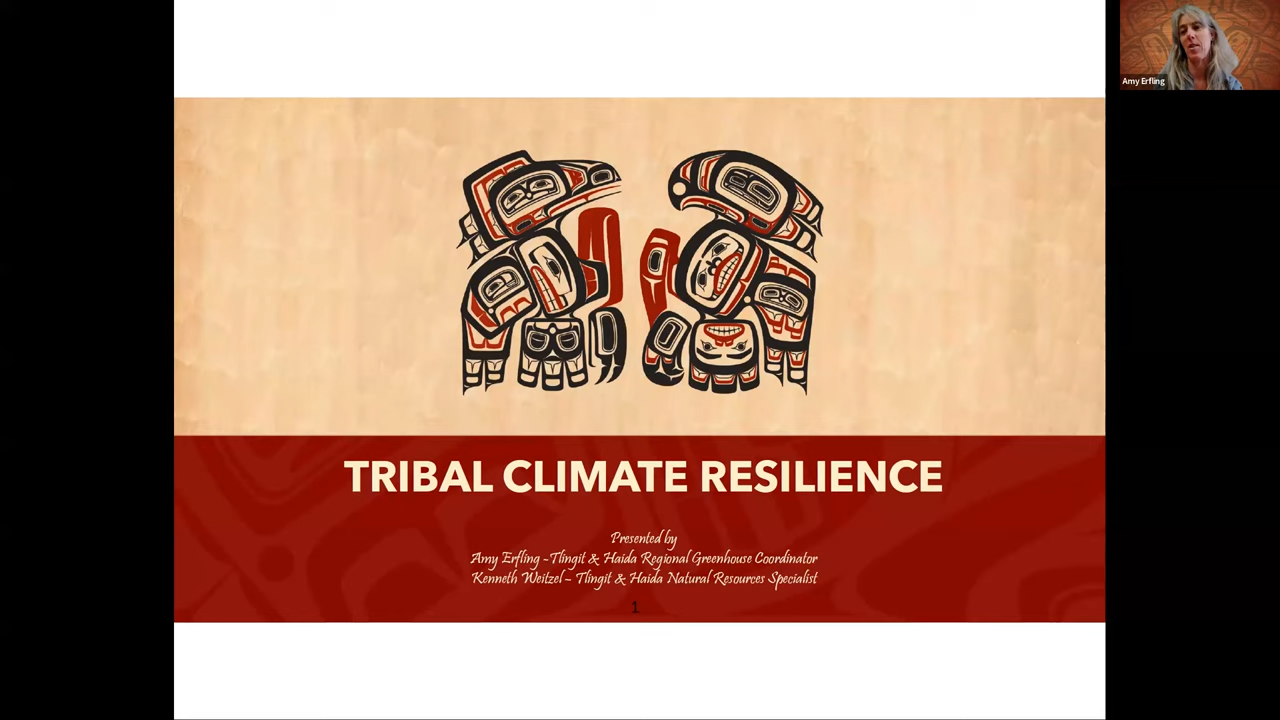 Amy Erfling
TRIBAL CLIMATE RESILIENCE
Presented by
Amy Erfling -Tlingit & Haida Regional Greenhouse Coordinator
Kenneth Weitzel – Tlingit & Haida Natural Resources Specialist
1